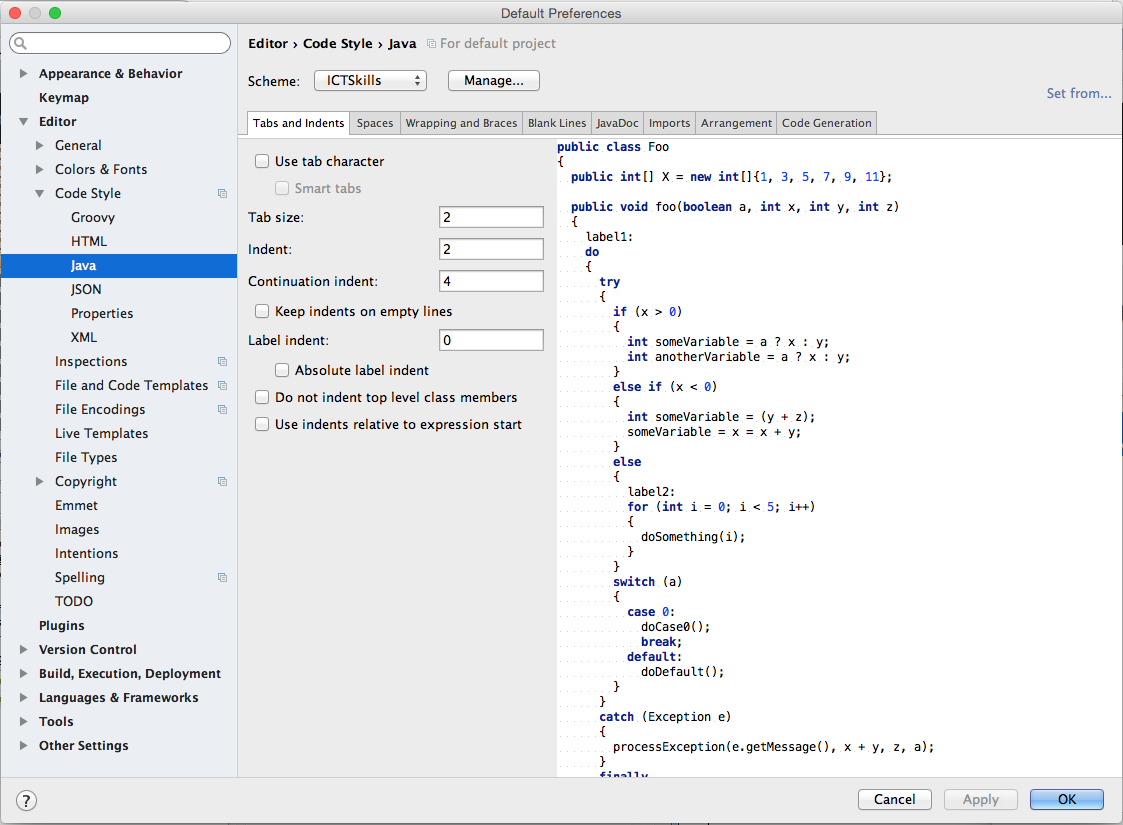 Default Preferences
Editor › Code Style › Java For default project
Scheme: ICTSkills Manage...
Set from...
Appearance & Behavior
Keymap
Editor
General
Colors & Fonts
Code Style
Groovy
HTML
Java
JSON
Properties
XML
Inspections
File and Code Templates
File Encodings
Live Templates
File Types
Copyright
Emmet
Images
Intentions
Spelling
TODO
Plugins
Version Control
Build, Execution, Deployment
Languages & Frameworks
Tools
Other Settings
Tabs and Indents Spaces Wrapping and Braces Blank Lines JavaDoc Imports Arrangement Code Generation
Use tab character
Smart tabs
Tab size: 2
Indent: 2
Continuation indent: 4
Keep indents on empty lines
Label indent: 0
Absolute label indent
Do not indent top level class members
Use indents relative to expression start
public class Foo
{
public int[] X = new int[]{1, 3, 5, 7, 9, 11};
public void foo(boolean a, int x, int y, int z)
{
label1:
do
{
try
{
if (x > 0)
{
int someVariable = a ? x : y;
int anotherVariable = a ? x : y;
}
else if (x < 0)
{
int someVariable = (y + z);
someVariable = x = x + y;
}
else
{
label2:
for (int i = 0; i < 5; i++)
{
doSomething(i);
}
}
switch (a)
{
case 0:
doCase0();
break;
default:
doDefault();
}
}
catch (Exception e)
{
processException(e.getMessage(), x + y, z, a);
}
finally
? Cancel Apply OK